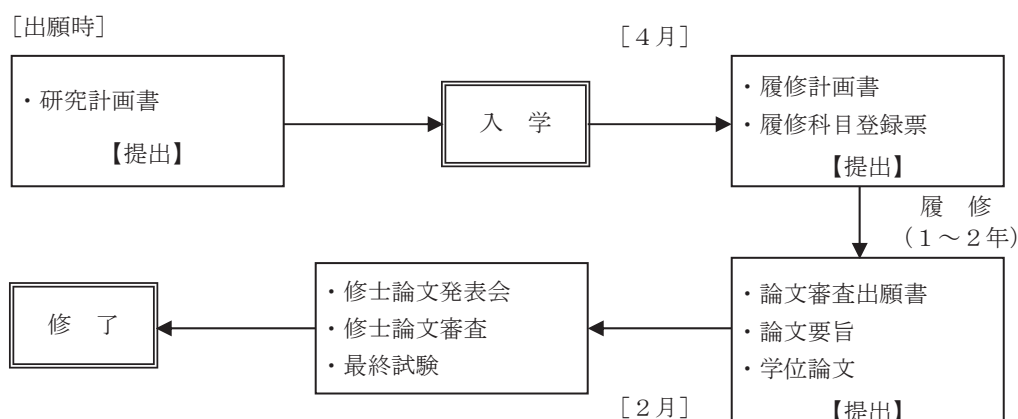 ［出願時］
・研究計画書
【提出】
入　学
［４月］
・履修計画書
・履修科目登録票
【提出】
履　修
（１～２年）
・論文審査出願書
・論文要旨
・学位論文
【提出】
［２月］
・修士論文発表会
・修士論文審査
・最終試験
修　了